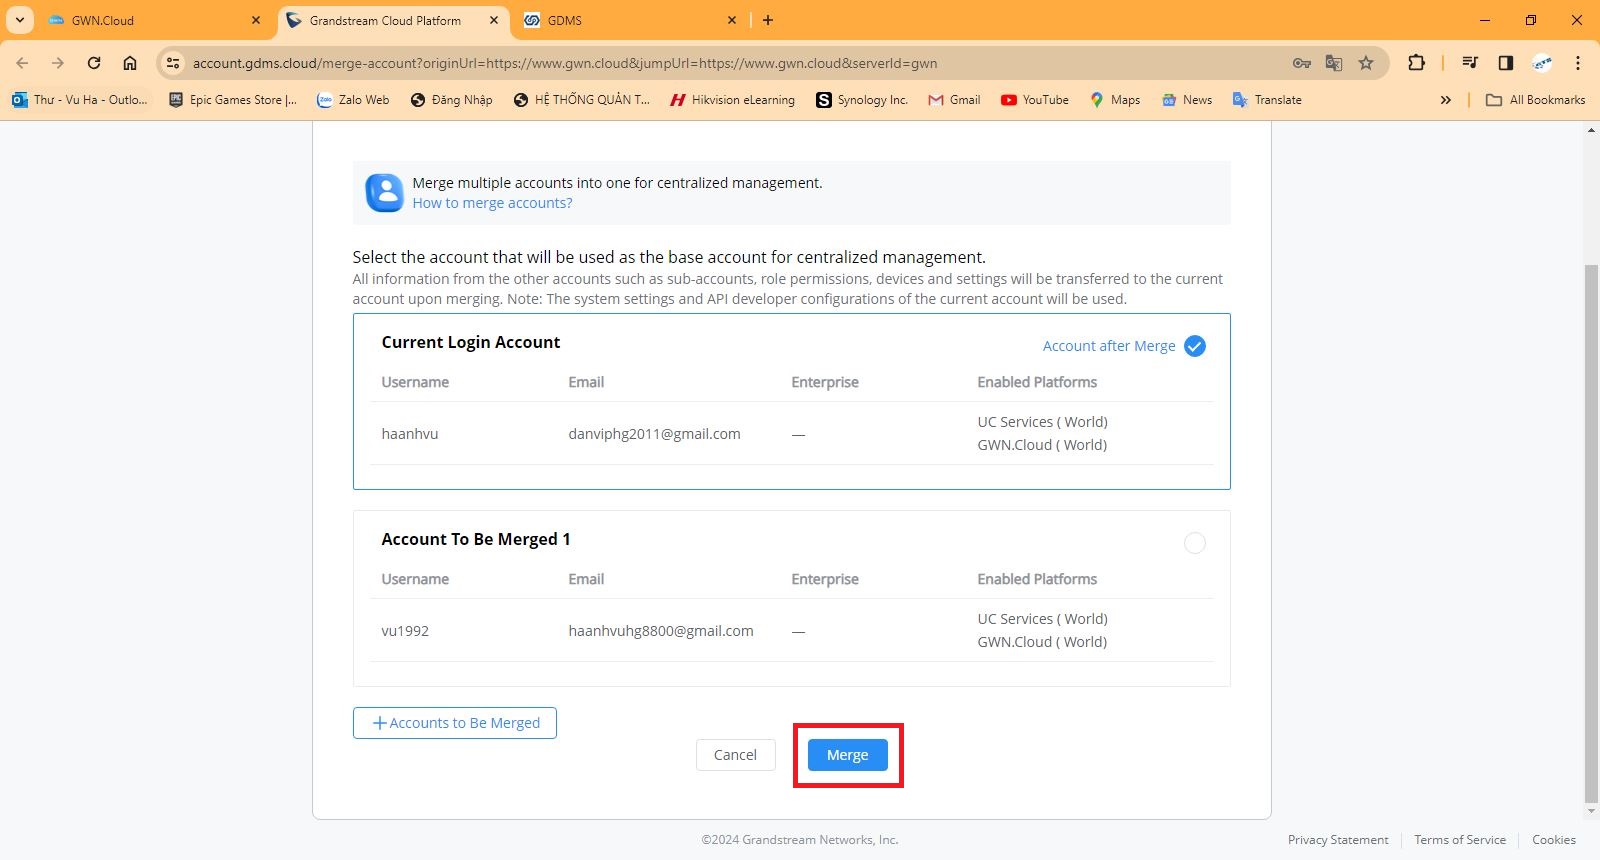 GWN.Cloud
Grandstream Cloud Platform
GDMS
account.gdms.cloud/merge-account?originUrl=https://www.gwn.cloud&jumpUrl=https://www.gwn.cloud&serverId=gwn
Thư - Vu Ha - Outlo...
EPIC
Epic Games Store |...
Zalo
Zalo Web
Đăng Nhập
HỆ THỐNG QUẢN T...
Hikvision eLearning
S
Synology Inc.
Gmail
YouTube
Maps
News
Translate
All Bookmarks
Merge multiple accounts into one for centralized management.
How to merge accounts?
Select the account that will be used as the base account for centralized management.
All information from the other accounts such as sub-accounts, role permissions, devices and settings will be transferred to the current
account upon merging. Note: The system settings and API developer configurations of the current account will be used.
Current Login Account
Account after Merge
Username Email Enterprise Enabled Platforms
haanhvu danviphg2011@gmail.com — UC Services ( World)
GWN.Cloud ( World)
Account To Be Merged 1
Username Email Enterprise Enabled Platforms
vu1992 haanhvuhg8800@gmail.com — UC Services ( World)
GWN.Cloud ( World)
+ Accounts to Be Merged
Cancel
Merge
©2024 Grandstream Networks, Inc.
Privacy Statement
Terms of Service
Cookies